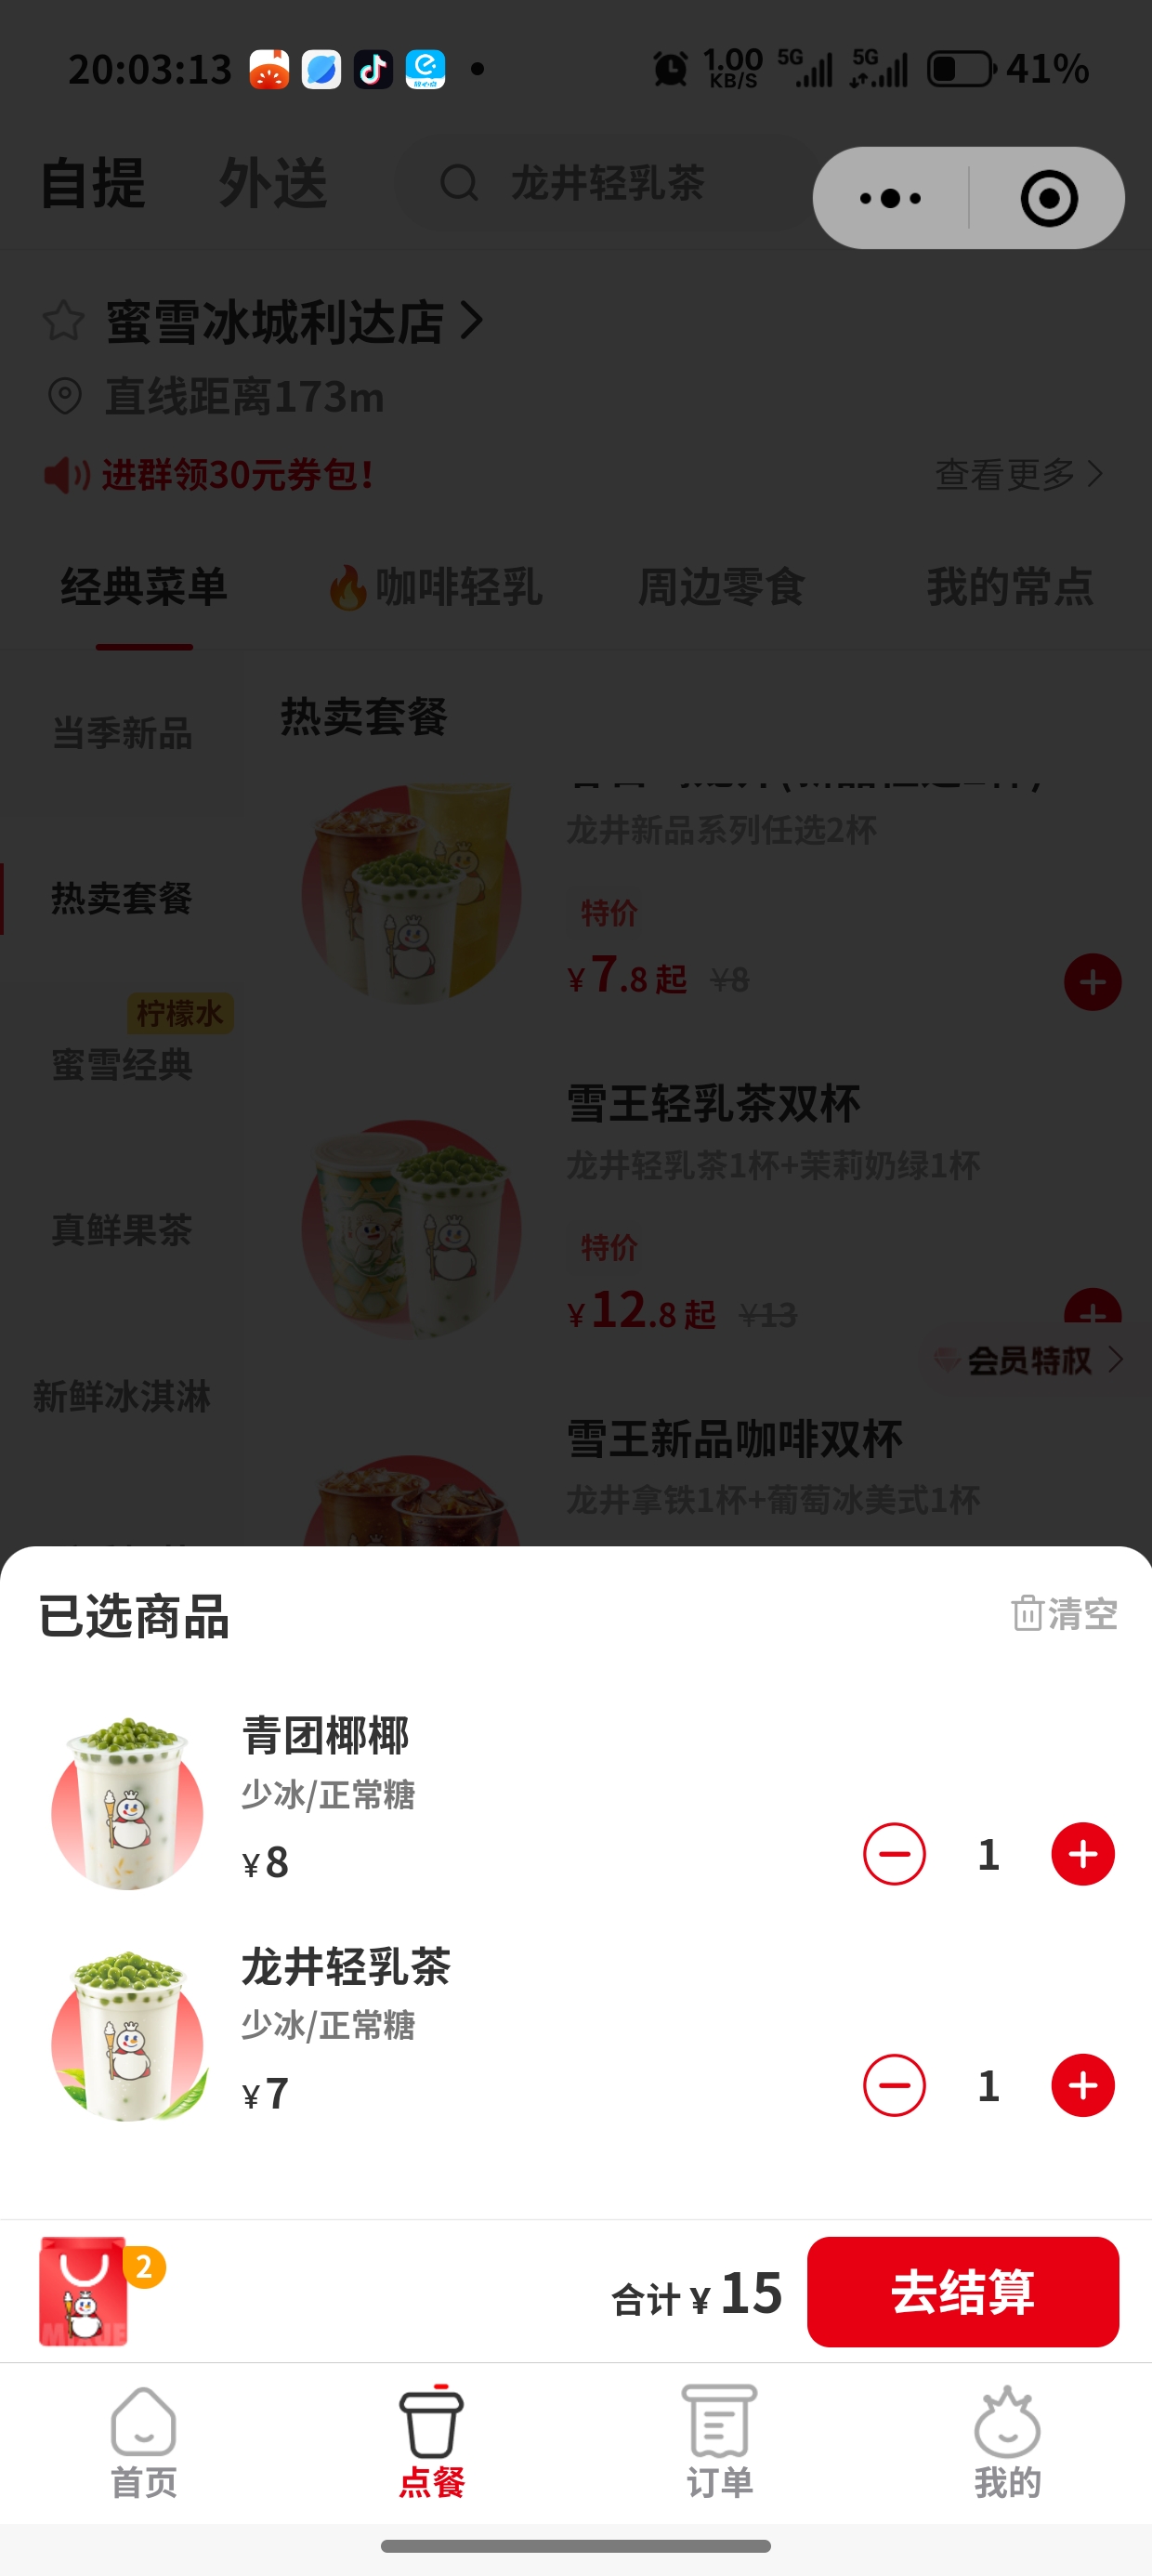 20:03:13 1.00 KB/S 5G 5G 41%
自提 外送 龙井轻乳茶
蜜雪冰城利达店
直线距离173m
进群领30元券包! 查看更多
经典菜单 咖啡轻乳 周边零食 我的常点
当季新品
热卖套餐
柠檬水
蜜雪经典
真鲜果茶
新鲜冰淇淋
热卖套餐
龙井新品系列任选2杯
特价
¥7.8起 ¥8
雪王轻乳茶双杯
龙井轻乳茶1杯+茉莉奶绿1杯
特价
¥12.8起 ¥13
会员特权
雪王新品咖啡双杯
龙井拿铁1杯+葡萄冰美式1杯
已选商品 清空
青团椰椰
少冰/正常糖
¥8 1
龙井轻乳茶
少冰/正常糖
¥7 1
2 合计¥15 去结算
首页 点餐 订单 我的